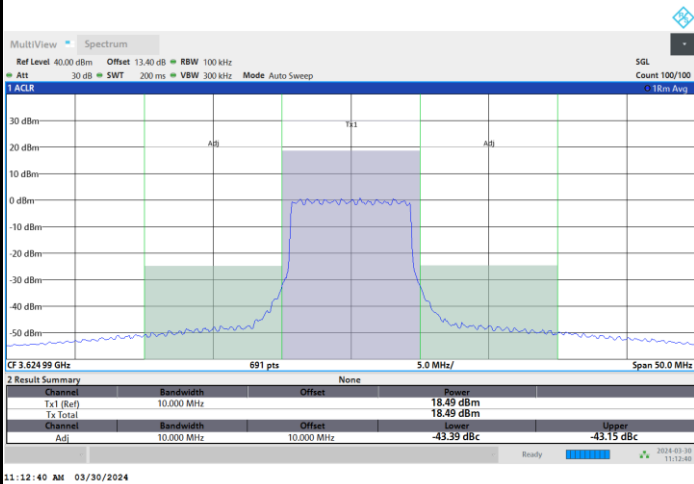 MultiView Spectrum
Ref Level 40.00 dBm Offset 13.40 dB RBW 100 kHz SGL
Att 30 dB SWT 200 ms VBW 300 kHz Mode Auto Sweep Count 100/100
1 ACLR 1Rm Avg
30 dBm
Tx1
20 dBm Adj Adj
10 dBm
0 dBm
-10 dBm
-20 dBm
-30 dBm
-40 dBm
-50 dBm
CF 3.624 99 GHz 691 pts 5.0 MHz/ Span 50.0 MHz
2 Result Summary None
Channel Bandwidth Offset Power
Tx1 (Ref) 10.000 MHz 18.49 dBm
Tx Total 18.49 dBm
Channel Bandwidth Offset Lower Upper
Adj 10.000 MHz 10.000 MHz -43.39 dBc -43.15 dBc
Ready 2024-03-30
11:12:40
11:12:40 AM 03/30/2024